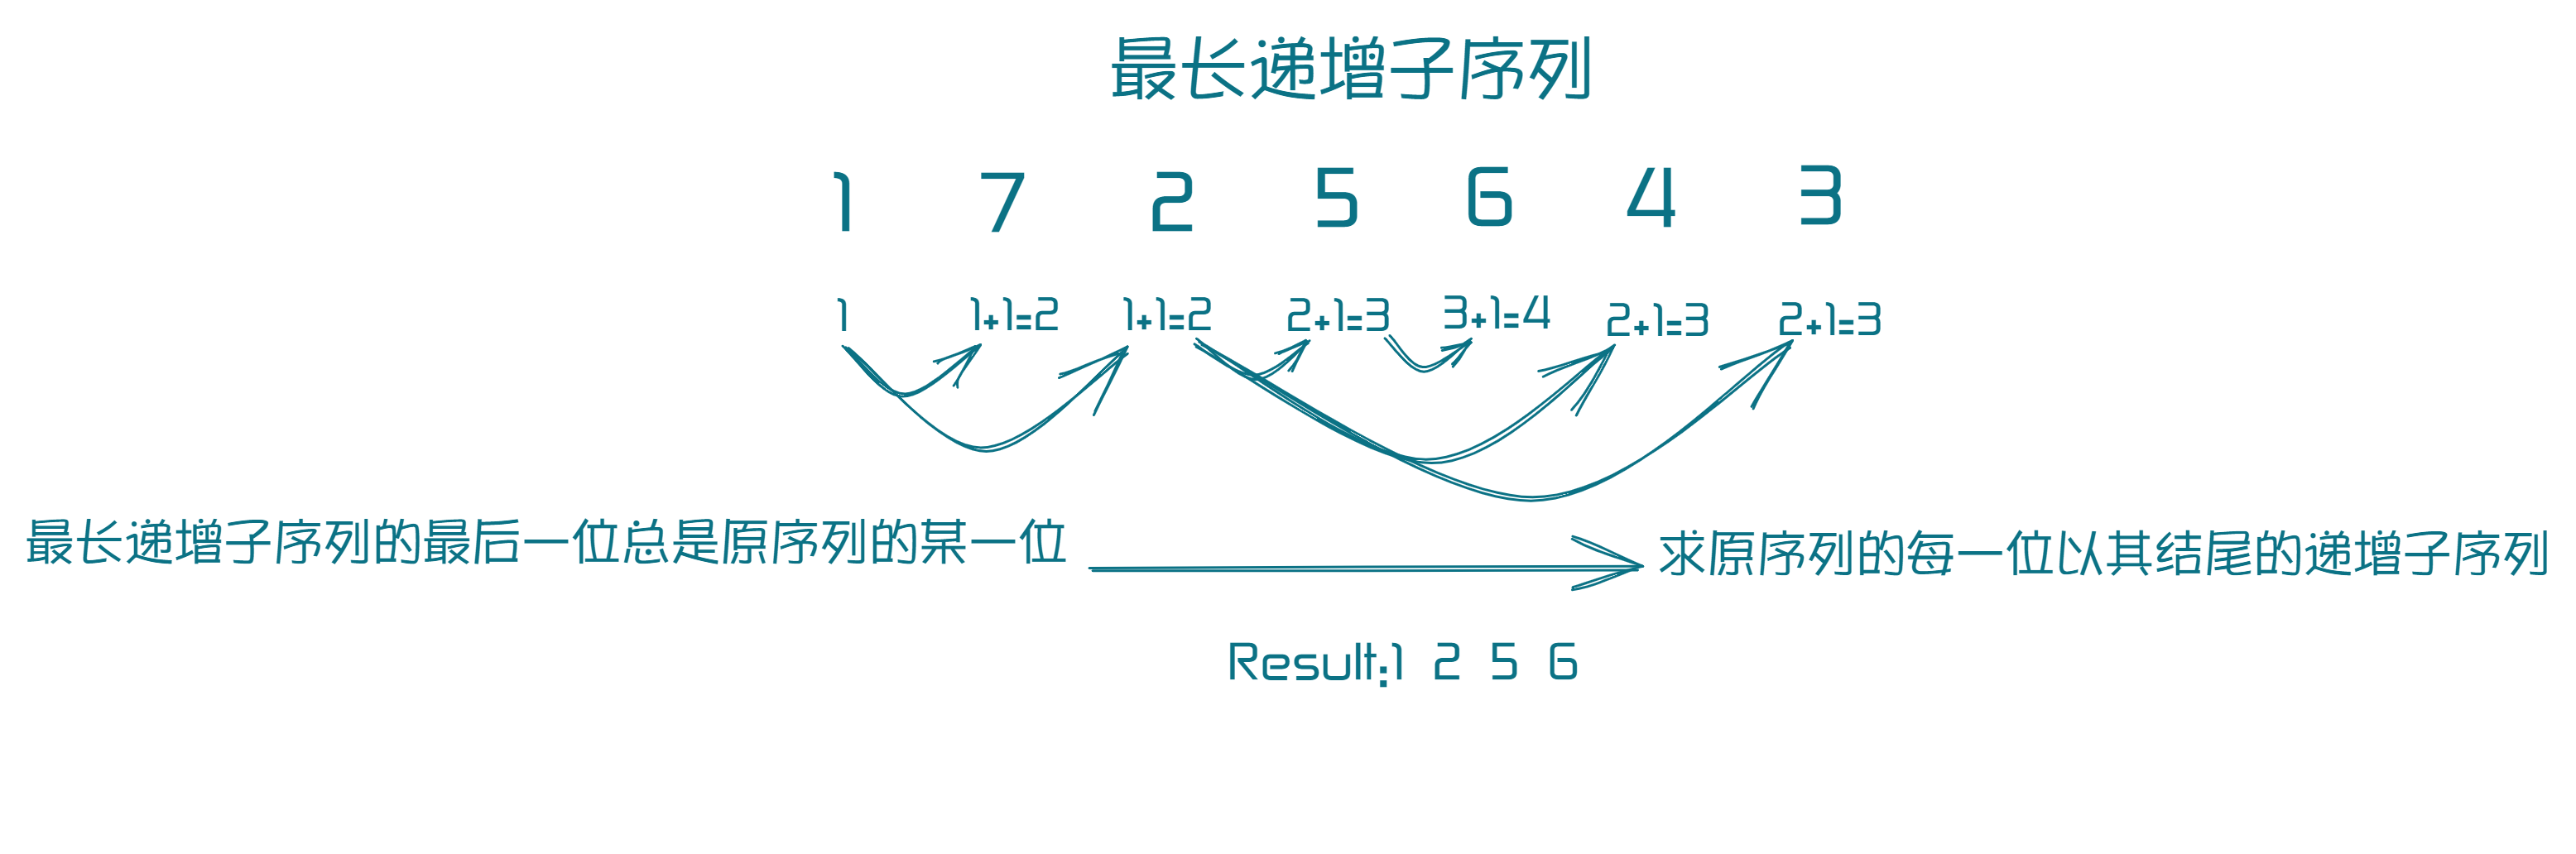 最长递增子序列
1 7 2 5 6 4 3
1 1+1=2 1+1=2 2+1=3 3+1=4 2+1=3 2+1=3
最长递增子序列的最后一位总是原序列的某一位
求原序列的每一位以其结尾的递增子序列
Result:1 2 5 6